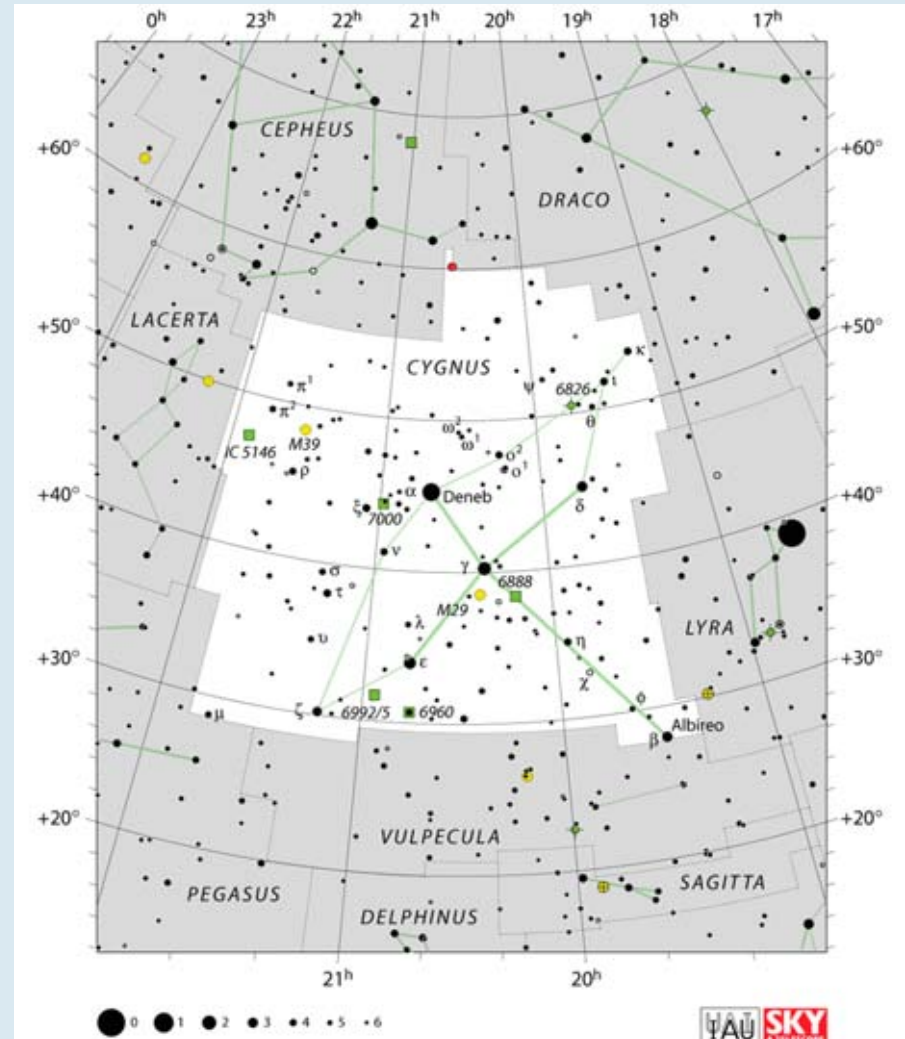 0ʰ 23ʰ 22ʰ 21ʰ 20ʰ 19ʰ 18ʰ 17ʰ
CEPHEUS
+60° +60°
DRACO
LACERTA
+50° +50°
CYGNUS
κ
π¹ ψ 6826 ι
π² θ
ω² ω¹
IC 5146 M39
ο² ο¹
ρ
+40° α Deneb δ +40°
ξ 7000
ν
γ
σ 6888
τ M29
LYRA
λ
υ η
+30° ε +30°
χ
ϕ
μ ζ 6992/5 6960 Albireo
β
+20° +20°
VULPECULA
PEGASUS SAGITTA
DELPHINUS
21ʰ 20ʰ
0 1 2 3 4 5 6
IAU SKY